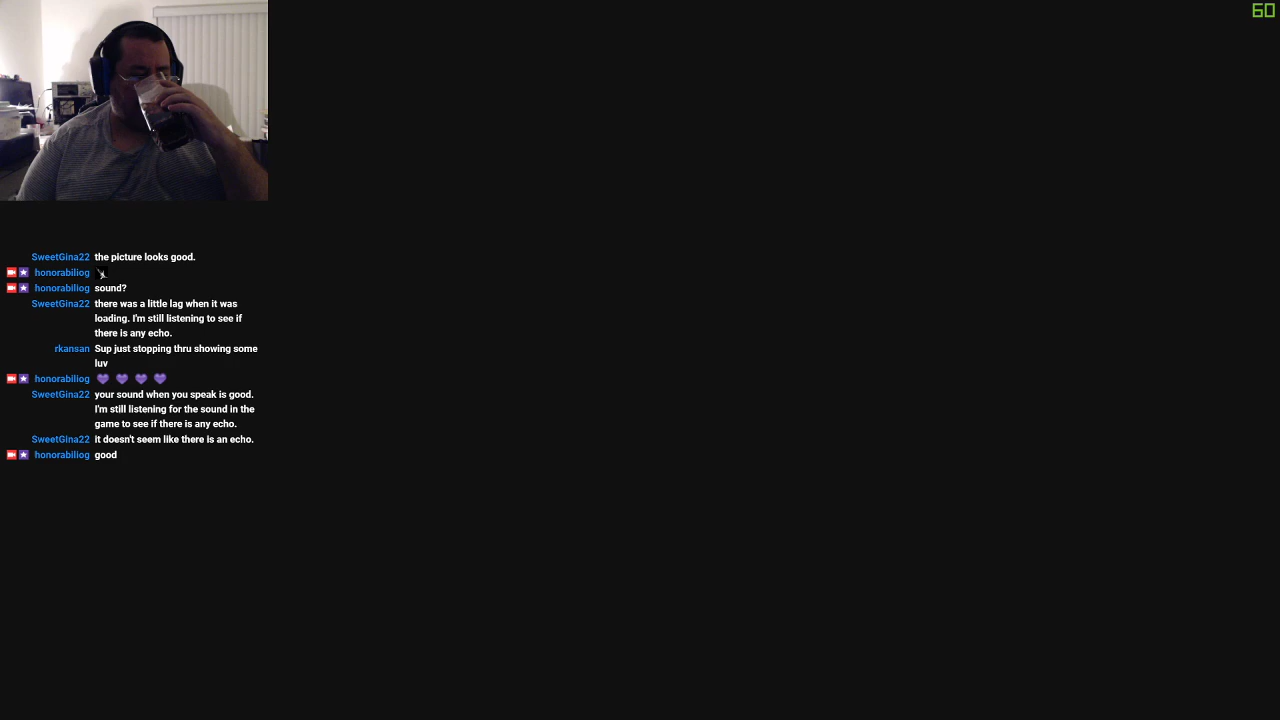 60
SweetGina22 the picture looks good.
honorabiliog
honorabiliog sound?
SweetGina22 there was a little lag when it was
loading. I'm still listening to see if
there is any echo.
rkansan Sup just stopping thru showing some
luv
honorabiliog 💜 💜 💜 💜
SweetGina22 your sound when you speak is good.
I'm still listening for the sound in the
game to see if there is any echo.
SweetGina22 it doesn't seem like there is an echo.
honorabiliog good